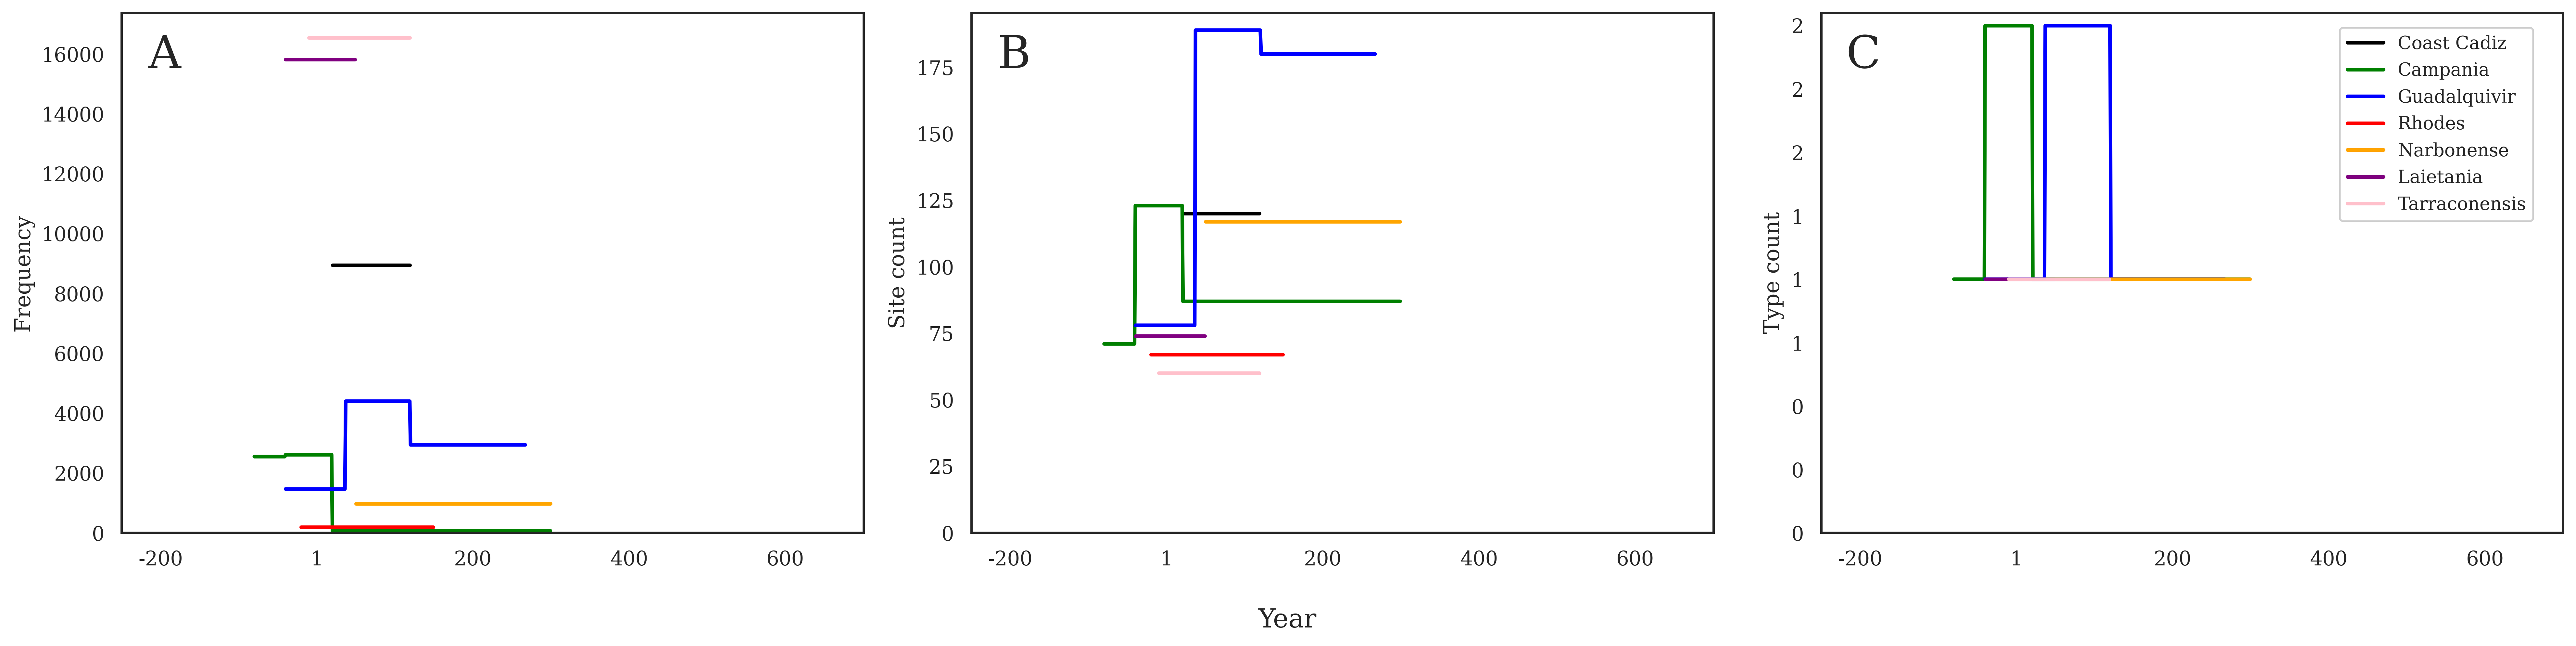 A
Frequency
16000
14000
12000
10000
8000
6000
4000
2000
0
-200 1 200 400 600
B
Site count
175
150
125
100
75
50
25
0
-200 1 200 400 600
Year
C
Type count
2
2
2
1
1
1
0
0
0
-200 1 200 400 600
Coast Cadiz
Campania
Guadalquivir
Rhodes
Narbonense
Laietania
Tarraconensis